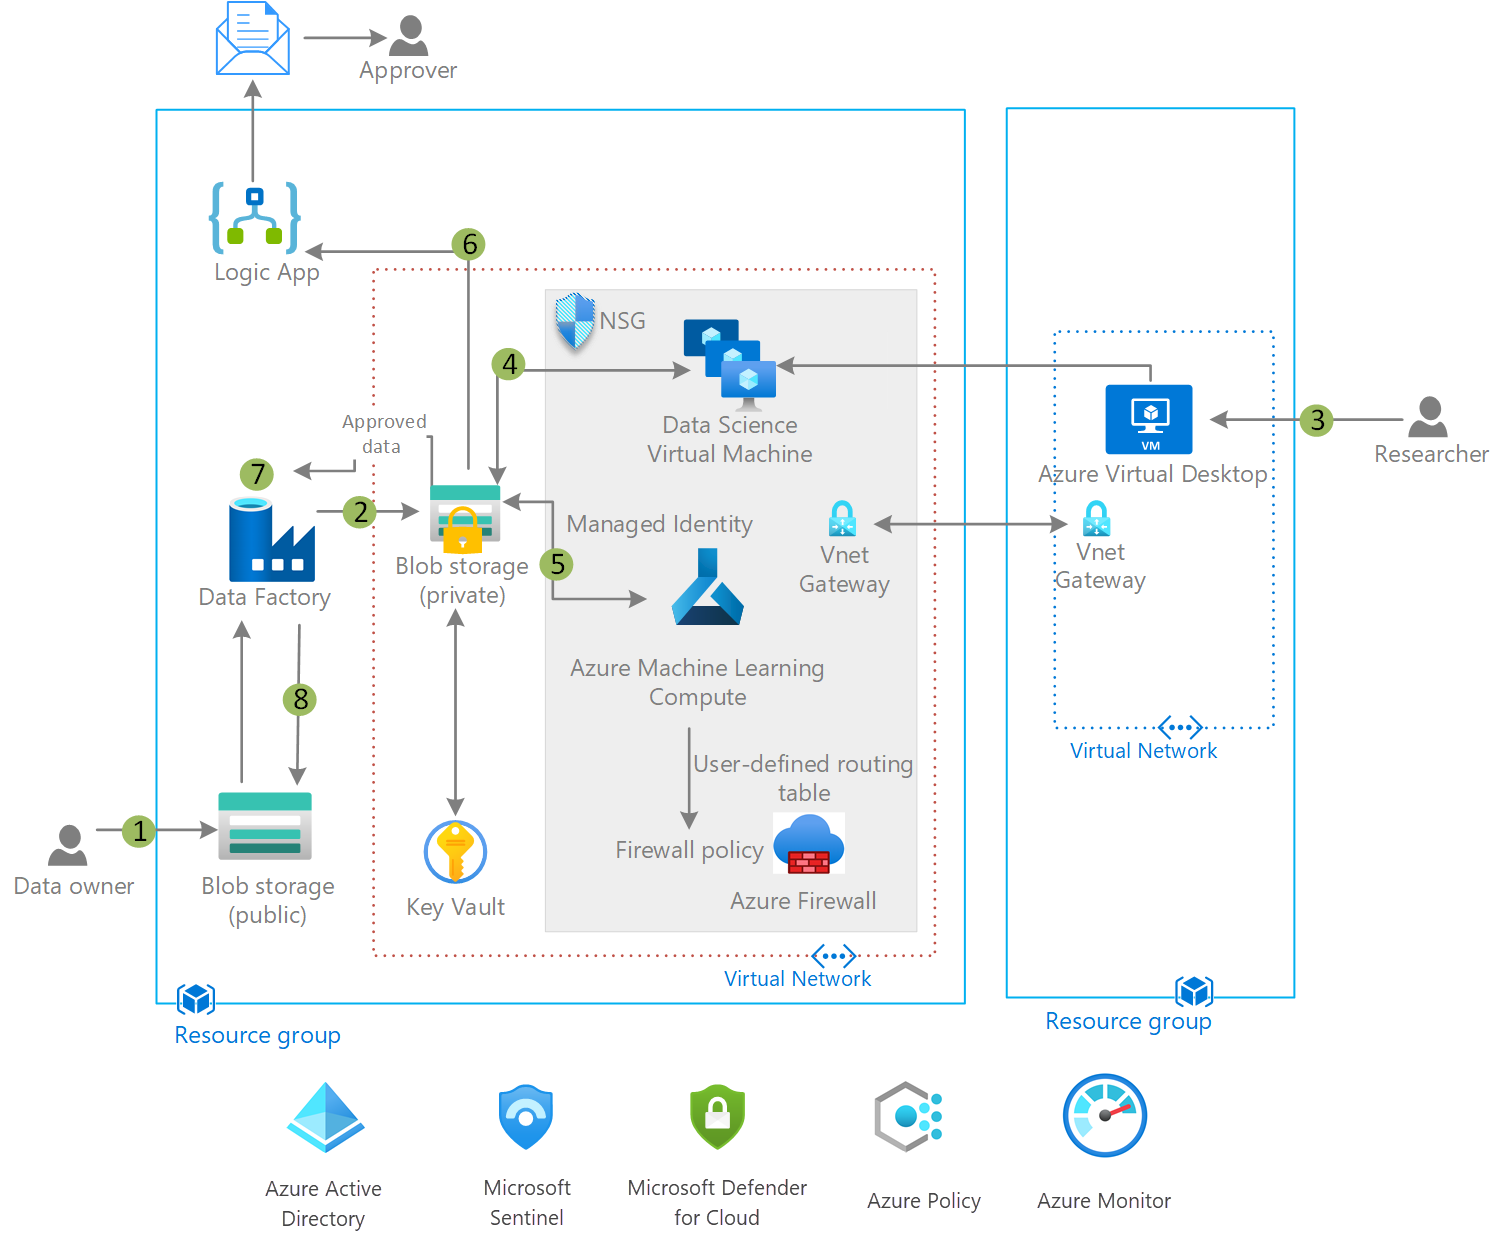 Approver
Logic App
6
NSG
4
Data Science
Virtual Machine
Approved
data
7
2
Data Factory
Blob storage
(private)
5
Managed Identity
Vnet
Gateway
Azure Machine Learning
Compute
8
User-defined routing
table
Firewall policy
Azure Firewall
1
Data owner
Blob storage
(public)
Key Vault
Virtual Network
Resource group
VM
Azure Virtual Desktop
3
Researcher
Vnet
Gateway
Virtual Network
Resource group
Azure Active
Directory
Microsoft
Sentinel
Microsoft Defender
for Cloud
Azure Policy
Azure Monitor